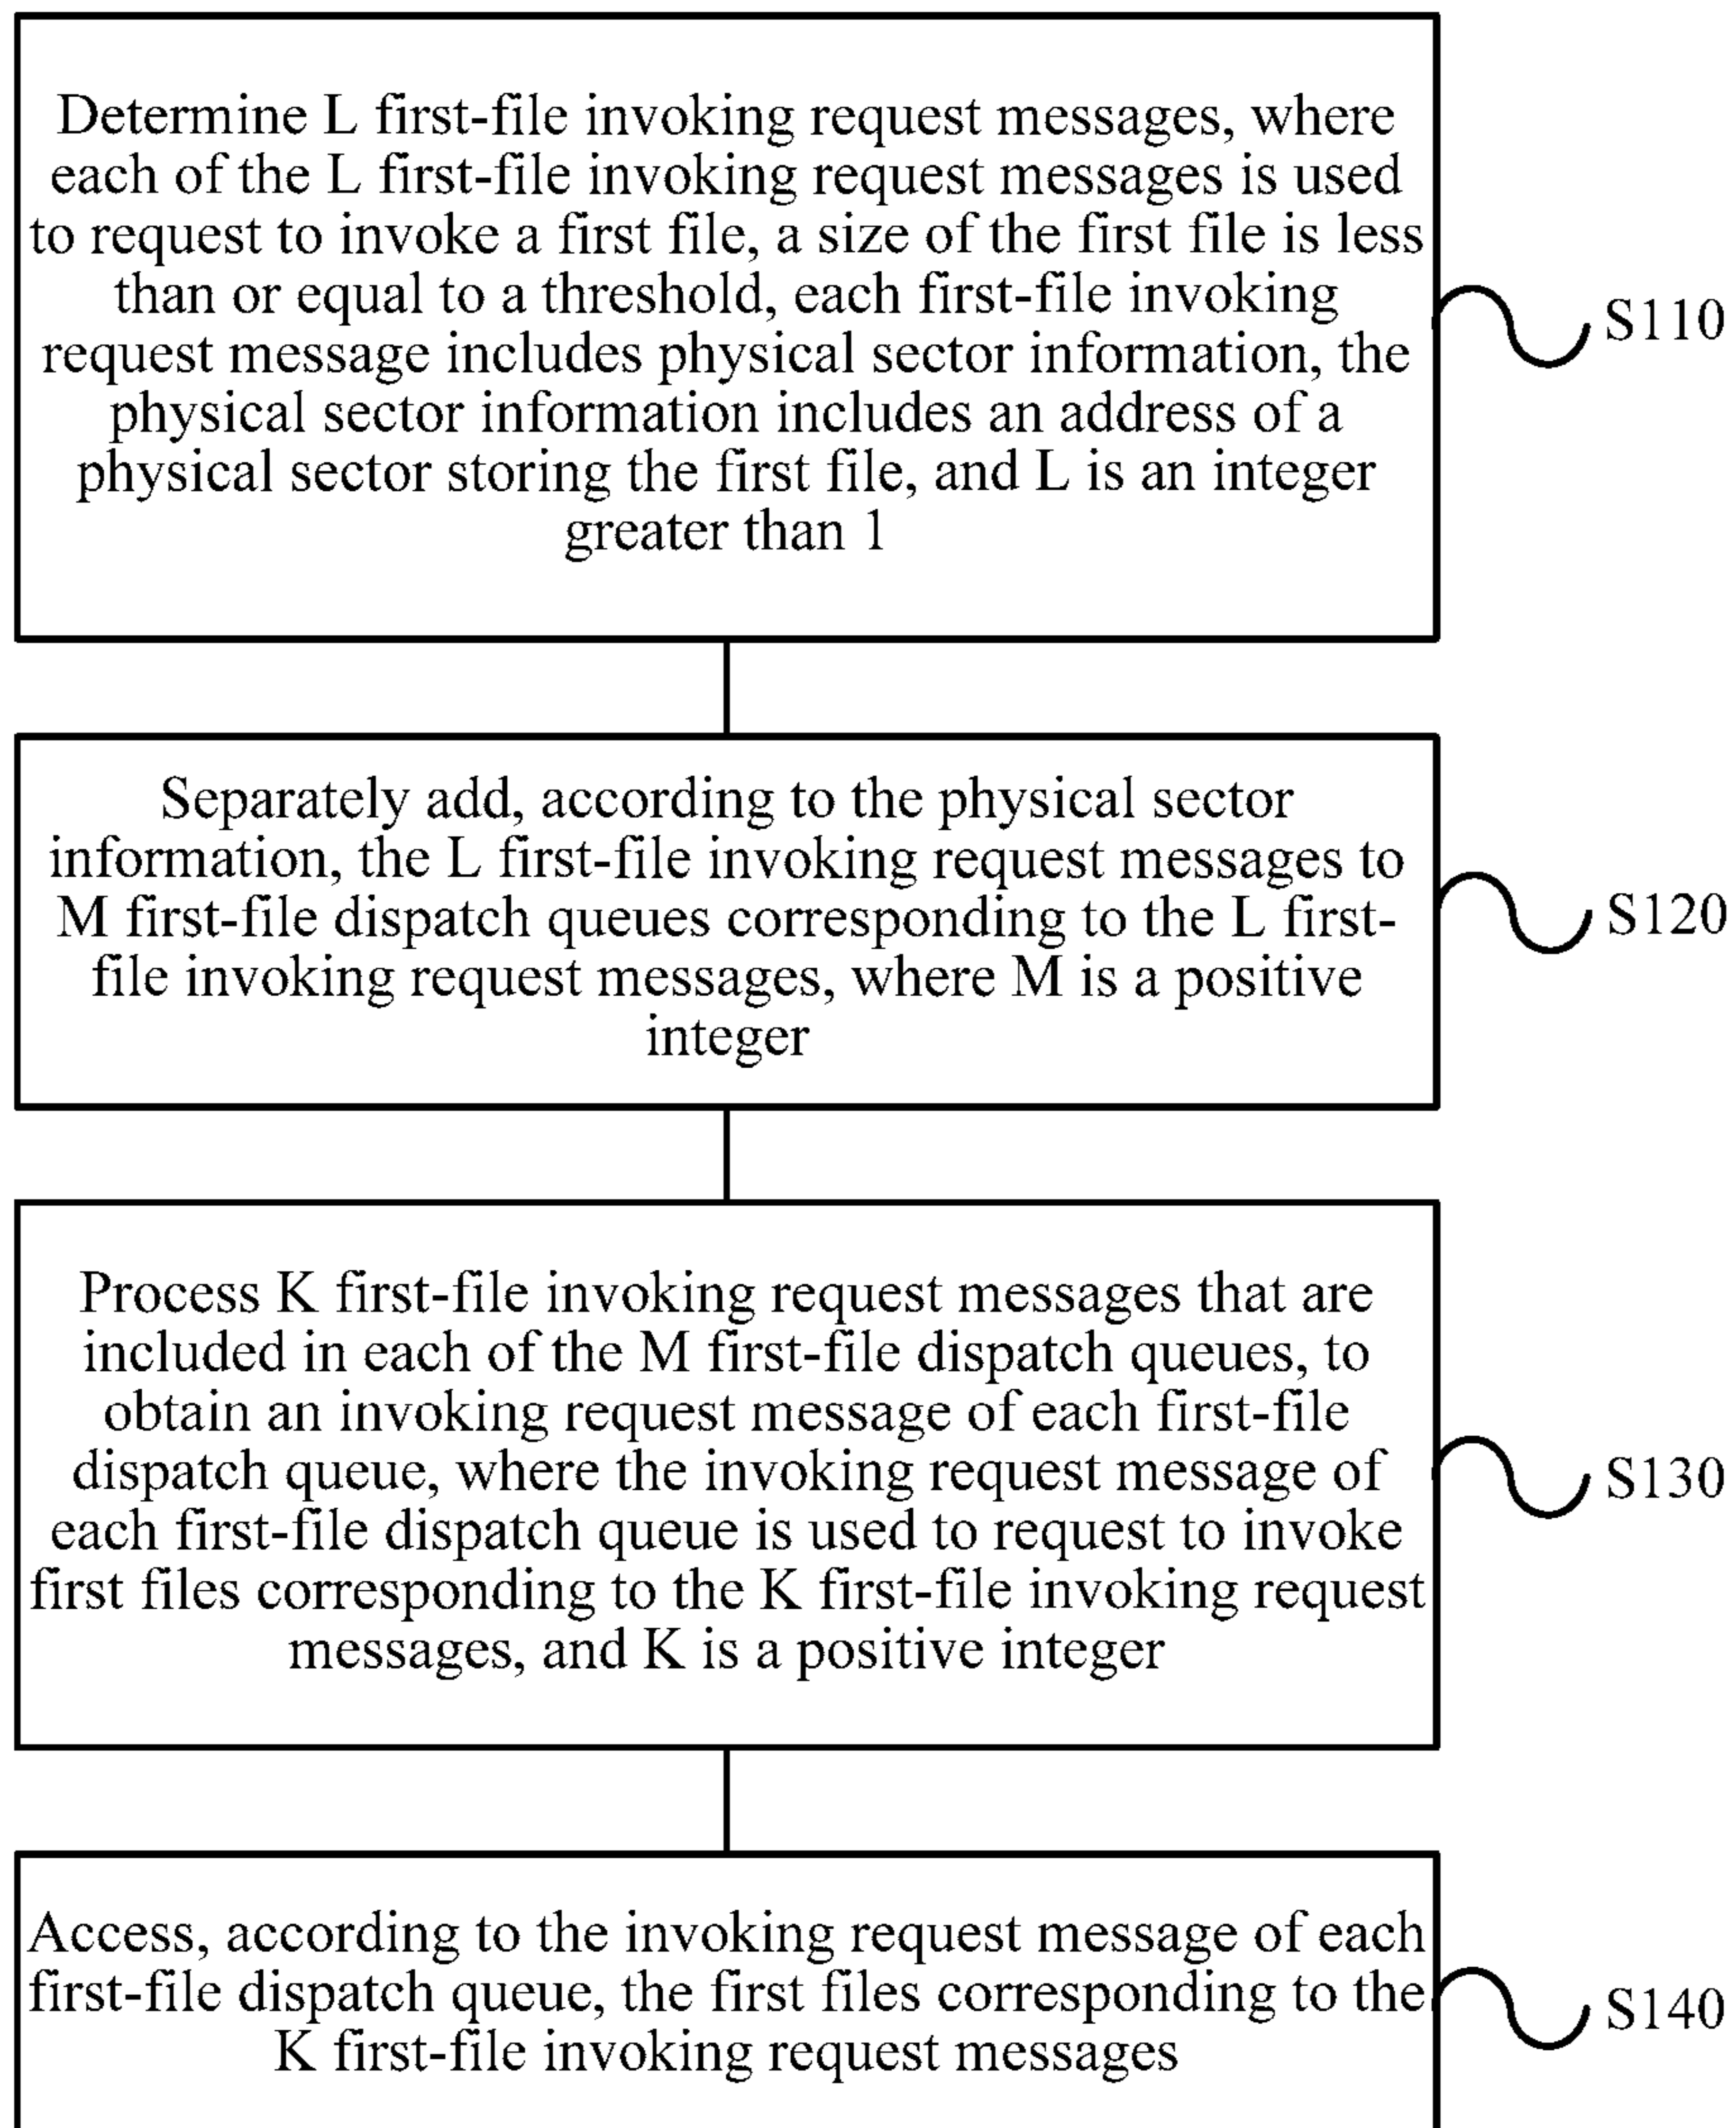 Determine L first-file invoking request messages, where
each of the L first-file invoking request messages is used
to request to invoke a first file, a size of the first file is less
than or equal to a threshold, each first-file invoking
request message includes physical sector information, the
physical sector information includes an address of a
physical sector storing the first file, and L is an integer
greater than 1
S110
Separately add, according to the physical sector
information, the L first-file invoking request messages to
M first-file dispatch queues corresponding to the L first-
file invoking request messages, where M is a positive
integer
S120
Process K first-file invoking request messages that are
included in each of the M first-file dispatch queues, to
obtain an invoking request message of each first-file
dispatch queue, where the invoking request message of
each first-file dispatch queue is used to request to invoke
first files corresponding to the K first-file invoking request
messages, and K is a positive integer
S130
Access, according to the invoking request message of each
first-file dispatch queue, the first files corresponding to the
K first-file invoking request messages
S140